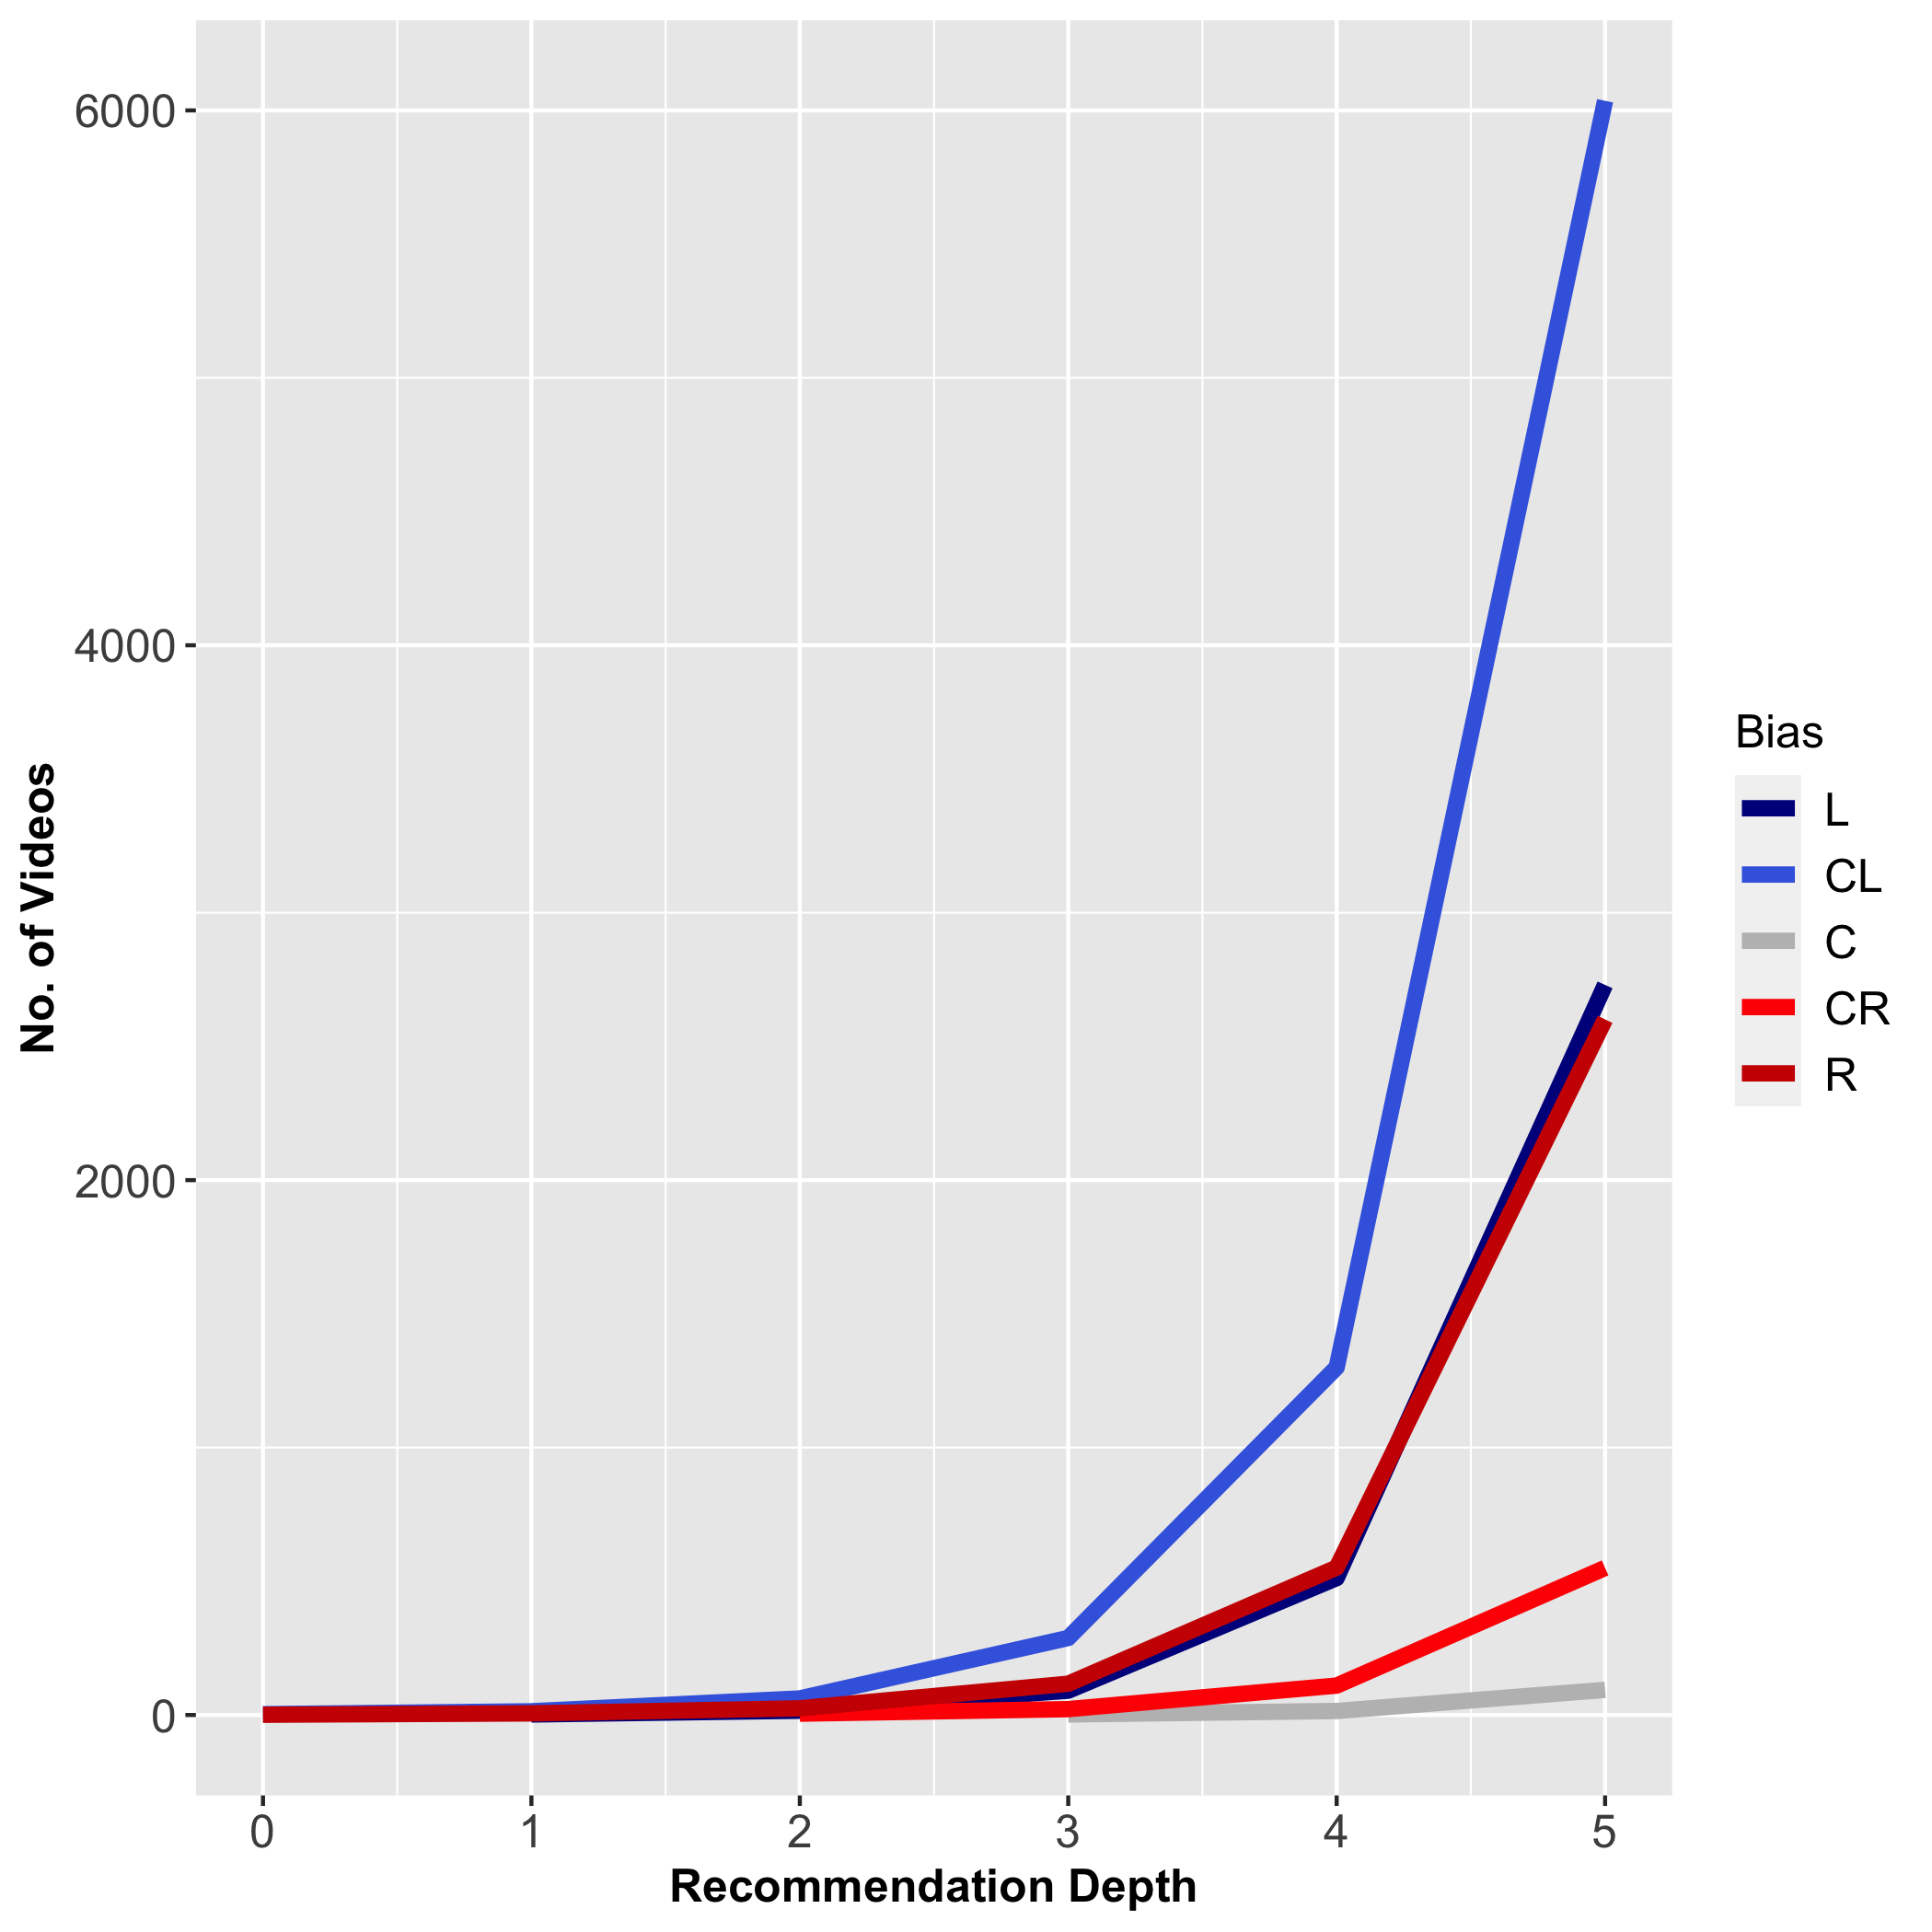 No. of Videos
6000
4000
2000
0
0 1 2 3 4 5
Recommendation Depth
Bias
L
CL
C
CR
R